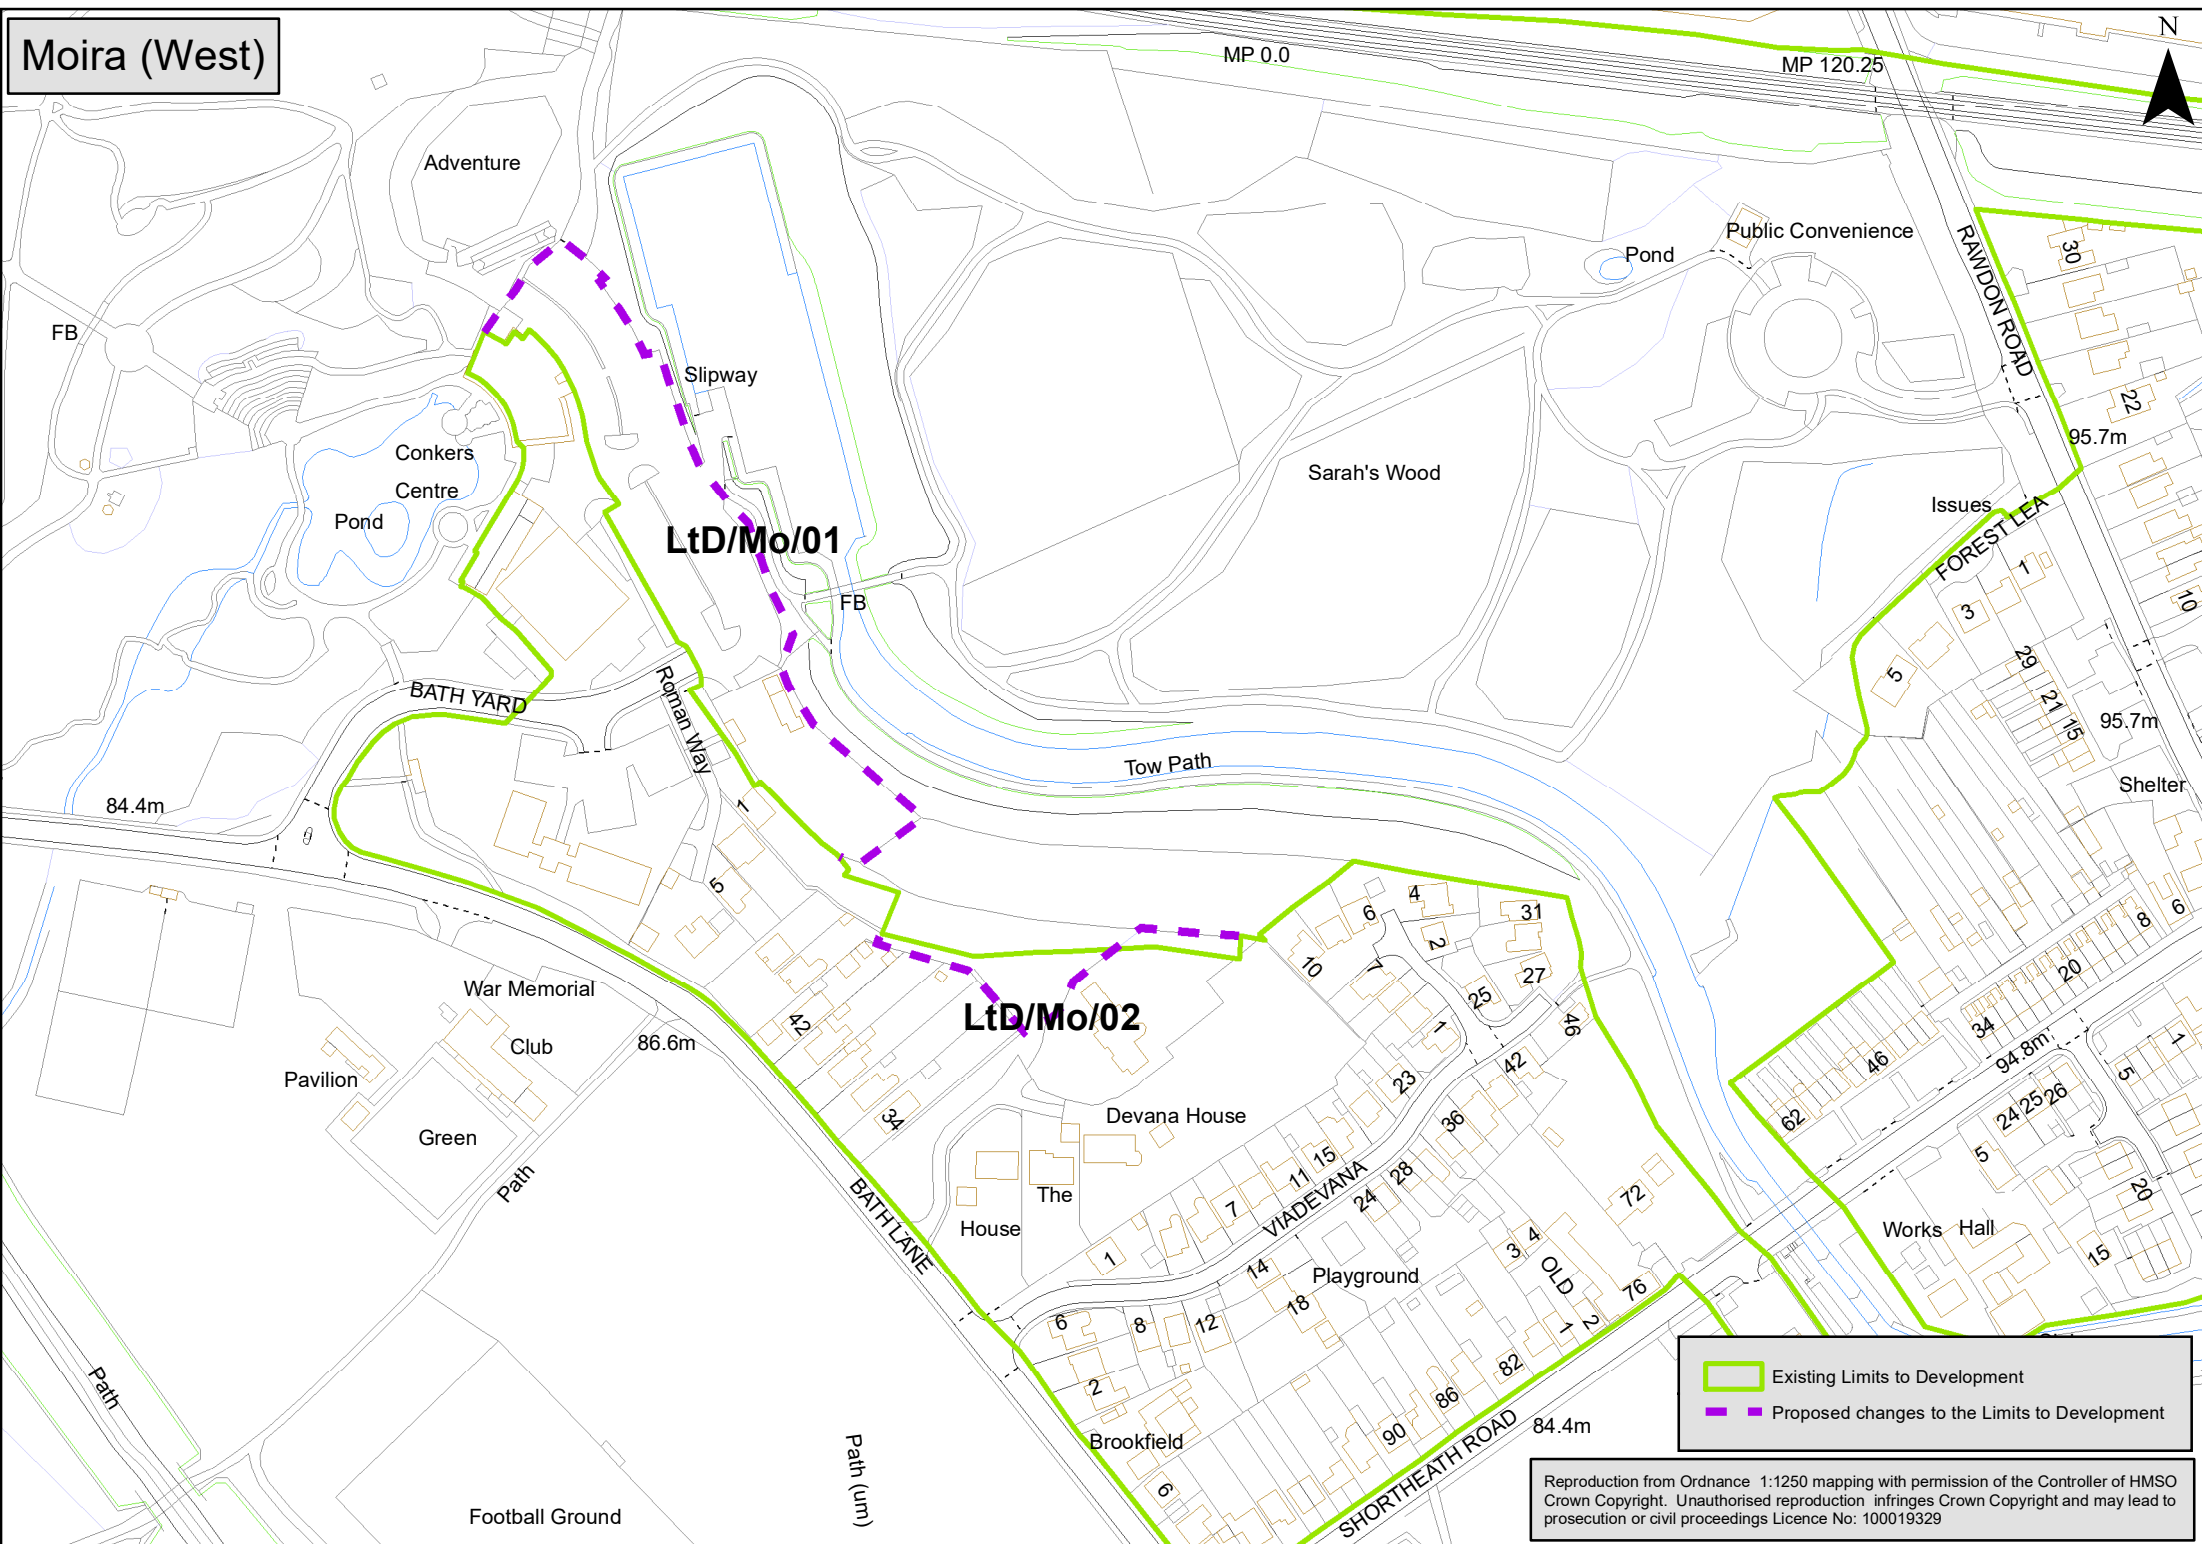 Moira (West)
N
MP 0.0
MP 120.25
Adventure
Public Convenience
Pond
30
RAWDON ROAD
FB
Slipway
22
95.7m
Conkers
Centre
Pond
Sarah's Wood
Issues
FOREST LEA
LtD/Mo/01
FB
1
3
10
29
5
21
15
95.7m
BATH YARD
Roman Way
Tow Path
Shelter
84.4m
1
5
4
6
31
2
8
6
10
7
27
25
20
War Memorial
Club
42
86.6m
LtD/Mo/02
1
46
34
94.8m
1
46
5
Pavilion
Green
34
Devana House
23
42
36
62
24
25
26
Path
BATH LANE
The
House
15
11
7
VIADEVANA
28
24
72
5
20
Works
Hall
15
1
3
4
OLD
14
18
Playground
76
6
8
12
1
2
82
86
90
2
Brookfield
6
Path
Path (um)
SHORTHEATH ROAD
84.4m
Football Ground
Existing Limits to Development
Proposed changes to the Limits to Development
Reproduction from Ordnance 1:1250 mapping with permission of the Controller of HMSO
Crown Copyright. Unauthorised reproduction infringes Crown Copyright and may lead to
prosecution or civil proceedings Licence No: 100019329